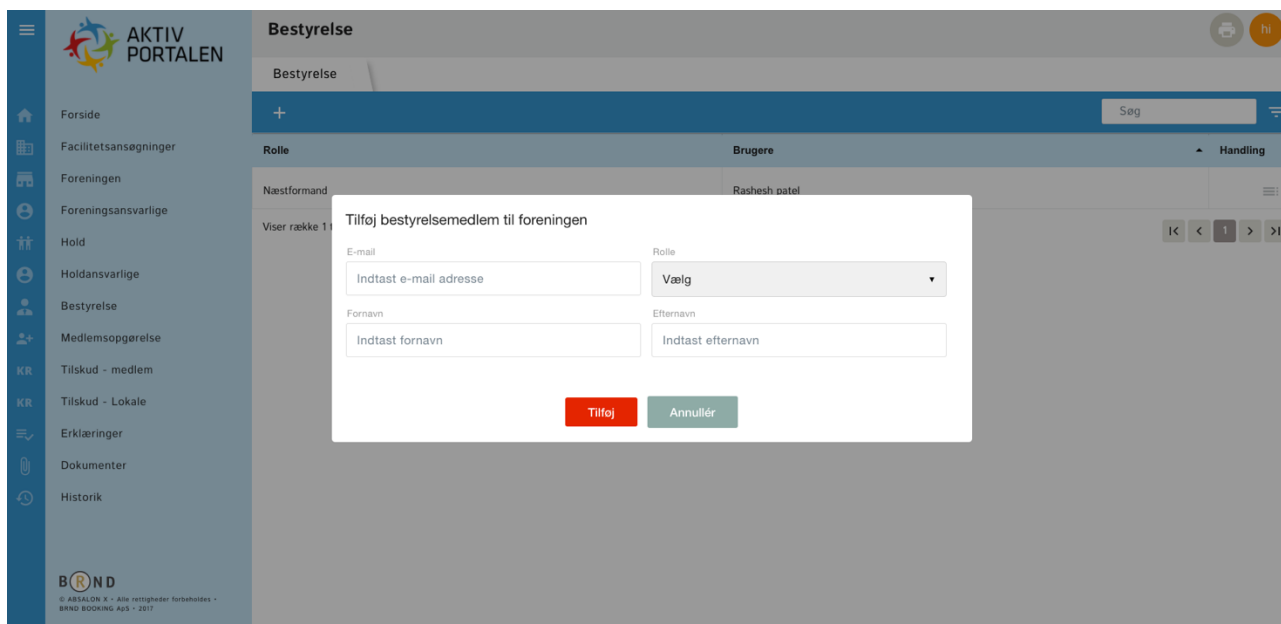 AKTIV
PORTALEN
Bestyrelse
hi
Bestyrelse
Søg
Forside
Facilitetsansøgninger
Foreningen
Foreningsansvarlige
Hold
Holdansvarlige
Bestyrelse
Medlemsopgørelse
KR Tilskud - medlem
KR Tilskud - Lokale
Erklæringer
Dokumenter
Historik
BRND
© ABSALON X - Alle rettigheder forbeholdes -
BRND BOOKING ApS - 2017
Rolle Brugere Handling
Næstformand Rashesh patel
Viser række 1
1
Tilføj bestyrelsemedlem til foreningen
E-mail Rolle
Indtast e-mail adresse Vælg
Fornavn Efternavn
Indtast fornavn Indtast efternavn
Tilføj Annullér